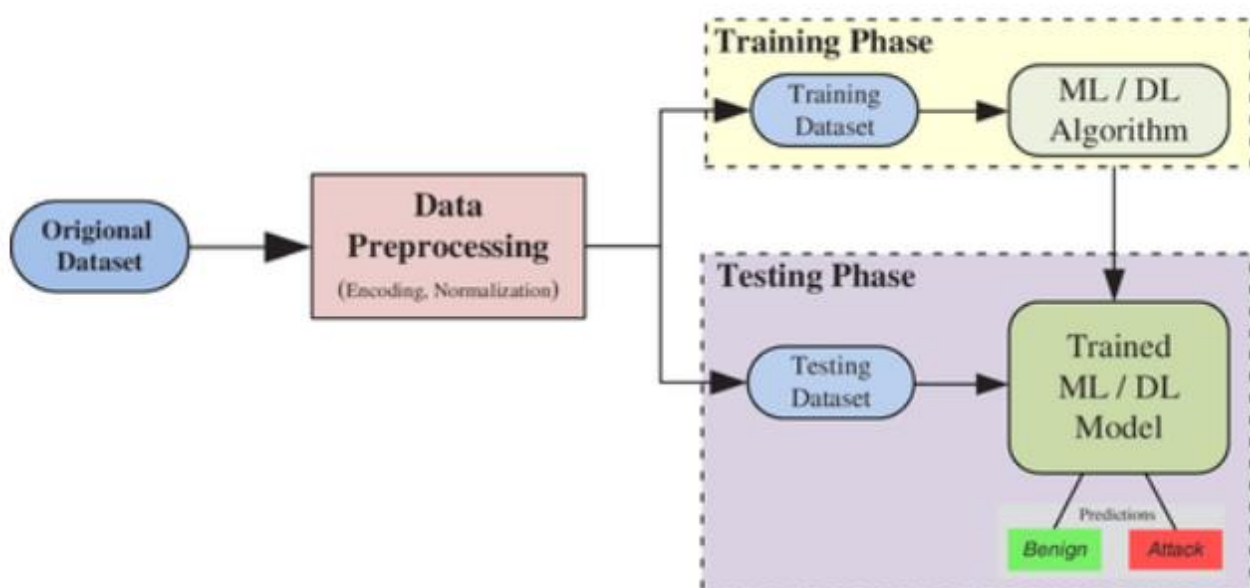 Training Phase
Training
Dataset
ML / DL
Algorithm
Origional
Dataset
Data
Preprocessing
(Encoding, Normalization)
Testing Phase
Testing
Dataset
Trained
ML / DL
Model
Predictions
Benign
Attack